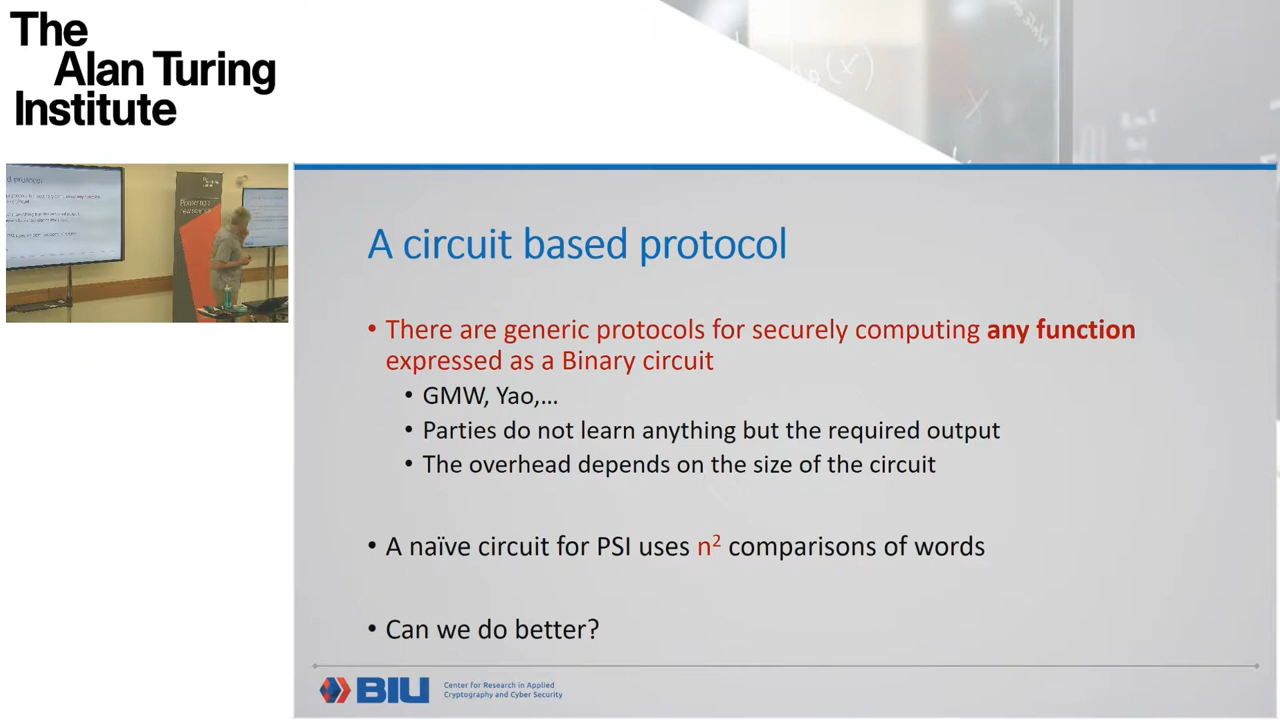 The
Alan Turing
Institute
A circuit based protocol
• There are generic protocols for securely computing any function
expressed as a Binary circuit
• GMW, Yao,...
• Parties do not learn anything but the required output
• The overhead depends on the size of the circuit
• A naïve circuit for PSI uses n² comparisons of words
• Can we do better?
BIU
Center for Research in Applied
Cryptography and Cyber Security